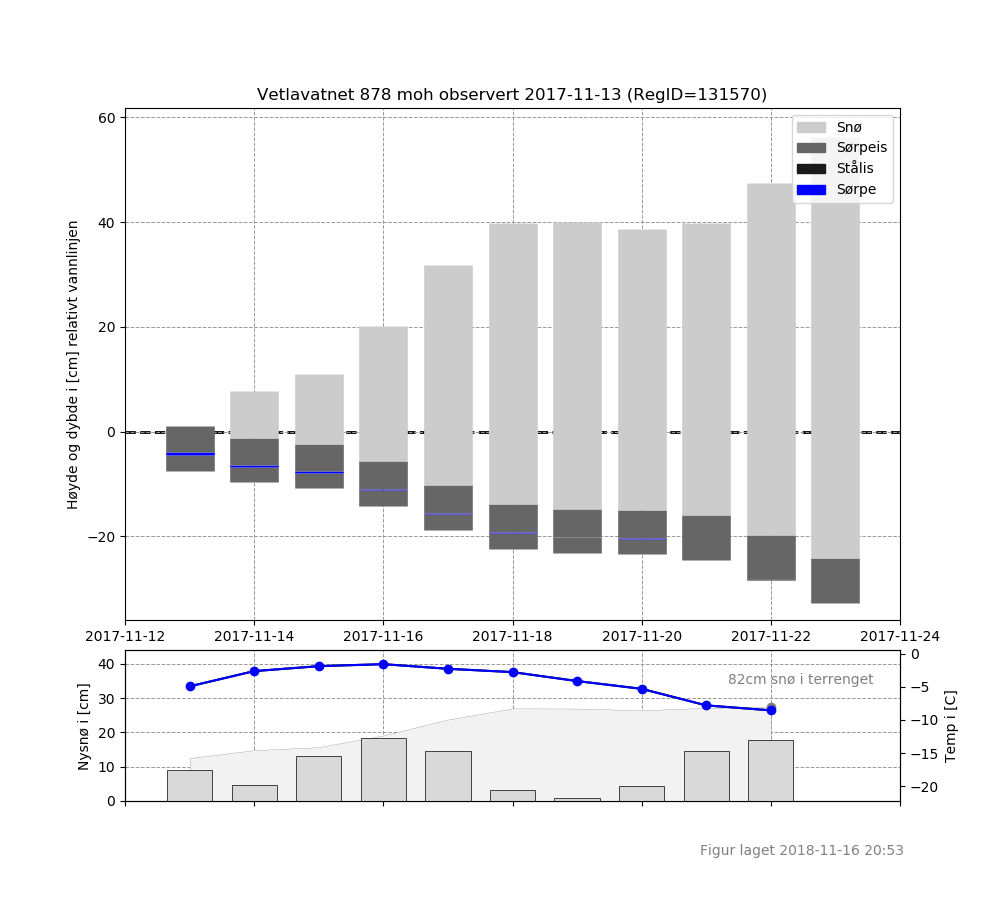 Vetlavatnet 878 moh observert 2017-11-13 (RegID=131570)
Høyde og dybde i [cm] relativt vannlinjen
60
40
20
0
−20
Snø
Sørpeis
Stålis
Sørpe
2017-11-12 2017-11-14 2017-11-16 2017-11-18 2017-11-20 2017-11-22 2017-11-24
Nysnø i [cm]
40
30
20
10
0
82cm snø i terrenget
0
−5
−10
−15
−20
Temp i [C]
Figur laget 2018-11-16 20:53